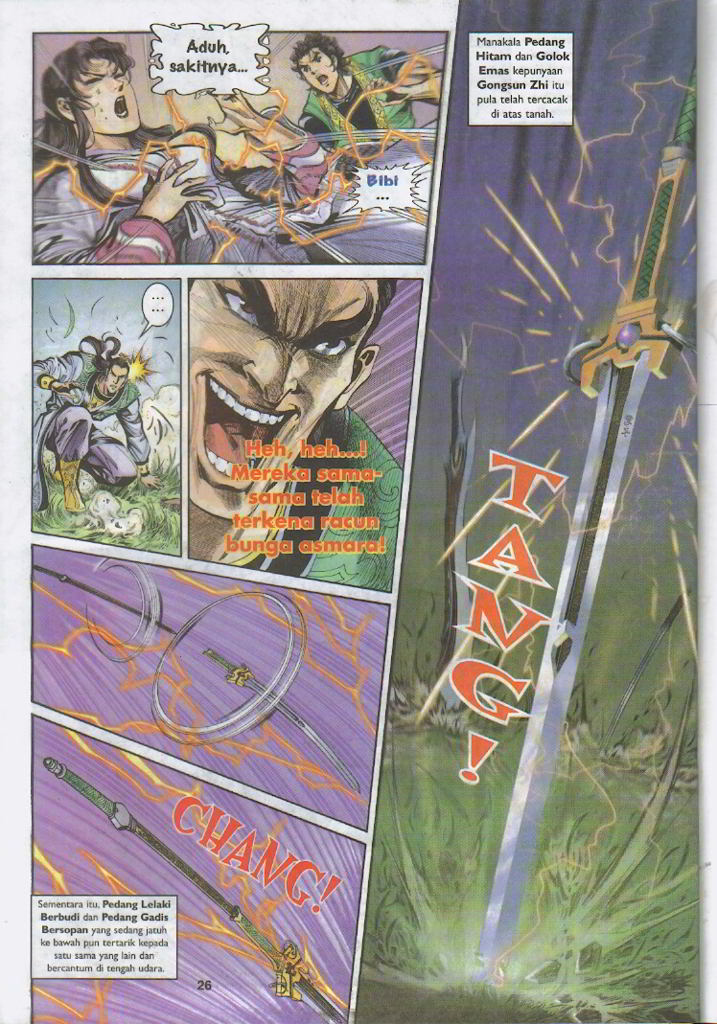 Aduh,
sakitnya...
Bibi
...
...
...
Heh, heh...!
Mereka sama-
sama telah
terkena racun
bunga asmara!
Sementara itu, Pedang Lelaki
Berbudi dan Pedang Gadis
Bersopan yang sedang jatuh
ke bawah pun tertarik kepada
satu sama yang lain dan
bercantum di tengah udara.
CHANG!
26
Manakala Pedang
Hitam dan Golok
Emas kepunyaan
Gongsun Zhi itu
pula telah tercacak
di atas tanah.
TANG!